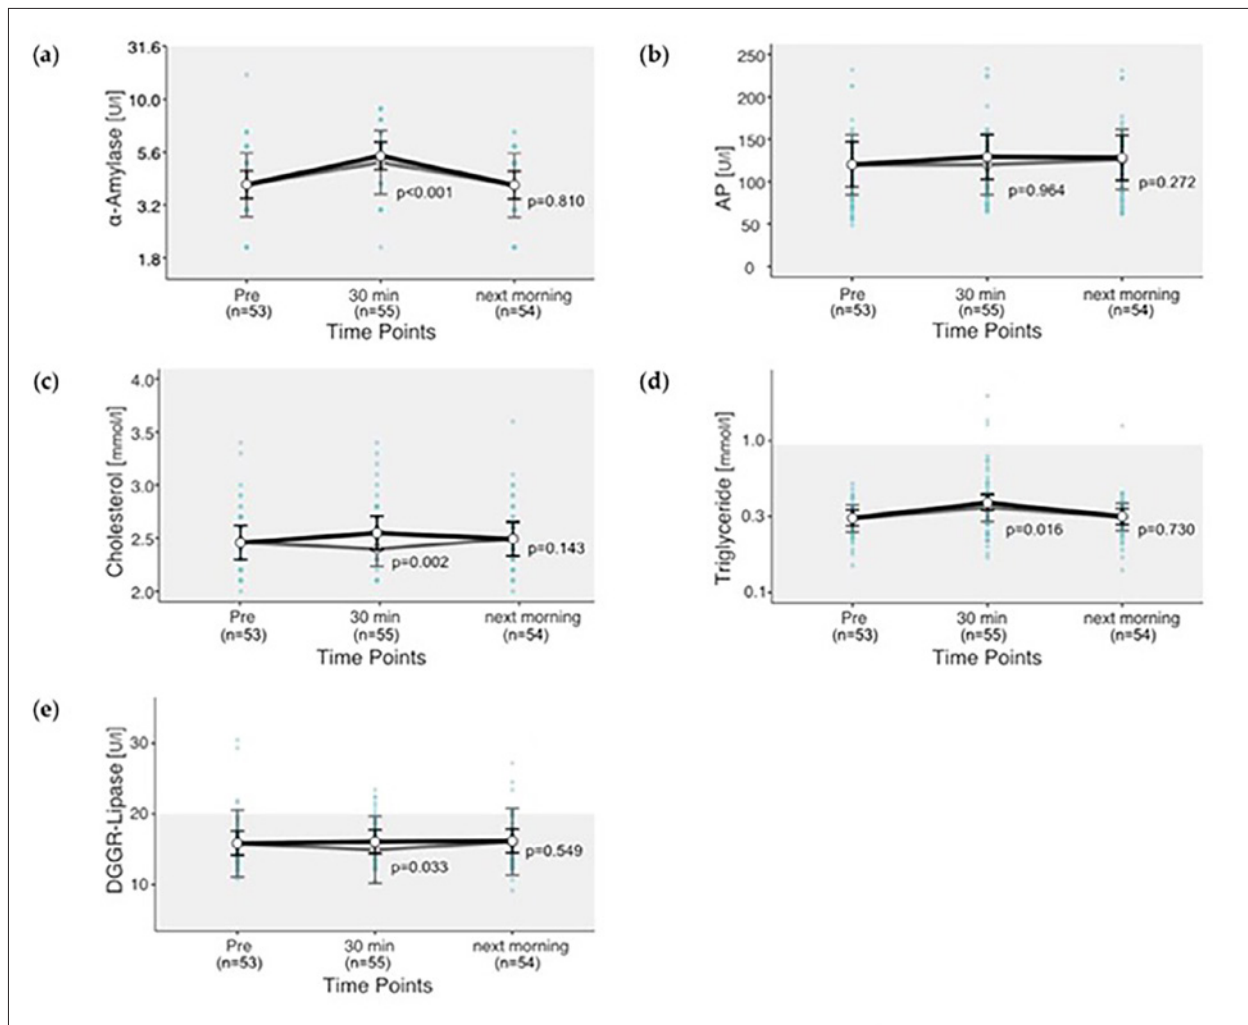 (a)
α-Amylase [U/l]
31.6
10.0
5.6
3.2
1.8
p<0.001
p=0.810
Pre
(n=53)
30 min
(n=55)
next morning
(n=54)
Time Points
(b)
AP [U/l]
250
200
150
100
50
0
p=0.964
p=0.272
Pre
(n=53)
30 min
(n=55)
next morning
(n=54)
Time Points
(c)
Cholesterol [mmol/l]
4.0
3.5
3.0
2.5
2.0
p=0.002
p=0.143
Pre
(n=53)
30 min
(n=55)
next morning
(n=54)
Time Points
(d)
Triglyceride [mmol/l]
1.0
0.3
0.1
p=0.016
p=0.730
Pre
(n=53)
30 min
(n=55)
next morning
(n=54)
Time Points
(e)
DGGR-Lipase [U/l]
30
20
10
p=0.033
p=0.549
Pre
(n=53)
30 min
(n=55)
next morning
(n=54)
Time Points